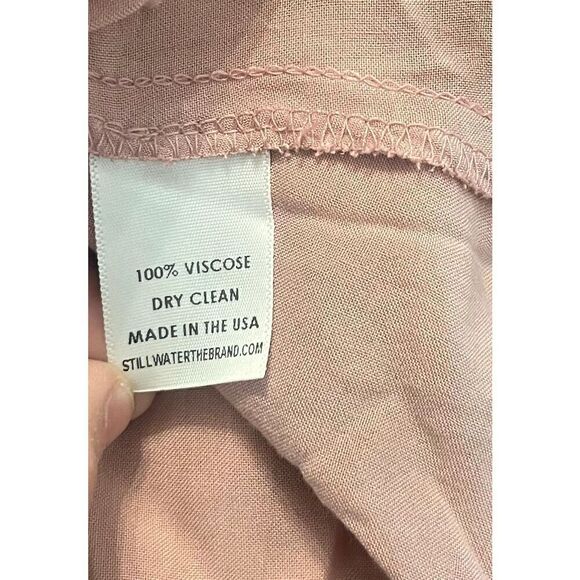 100% VISCOSE
DRY CLEAN
MADE IN THE USA
STILLWATERTHEBRAND.COM